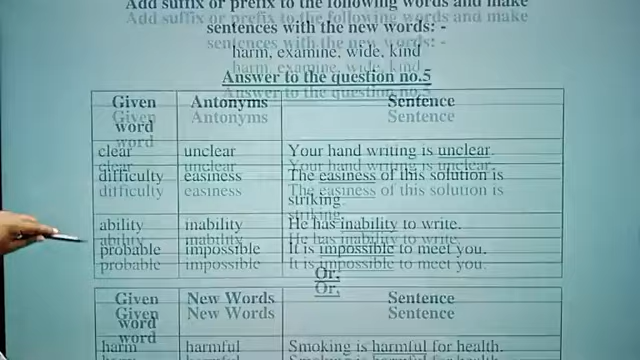 Add suffix or prefix to the following words and make
sentences with the new words: -
harm, examine, wide, kind
Answer to the question no.5
Given word Antonyms Sentence
clear unclear Your hand writing is unclear.
difficulty easiness The easiness of this solution is
striking.
ability inability He has inability to write.
probable impossible It is impossible to meet you.
Or,
Given word New Words Sentence
harm harmful Smoking is harmful for health.